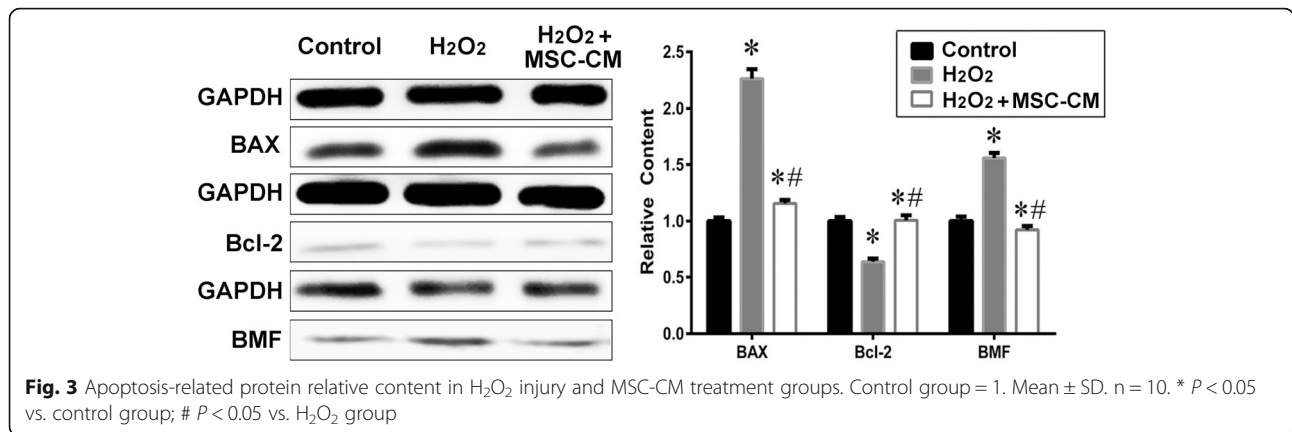 Control H₂O₂ H₂O₂ +
MSC-CM
GAPDH
BAX
GAPDH
Bcl-2
GAPDH
BMF
Relative Content
2.5
2.0
1.5
1.0
0.5
0.0
*
*#
*
*#
*
*#
Control
H₂O₂
H₂O₂ + MSC-CM
BAX Bcl-2 BMF
Fig. 3 Apoptosis-related protein relative content in H₂O₂ injury and MSC-CM treatment groups. Control group = 1. Mean ± SD. n = 10. * P < 0.05
vs. control group; # P < 0.05 vs. H₂O₂ group